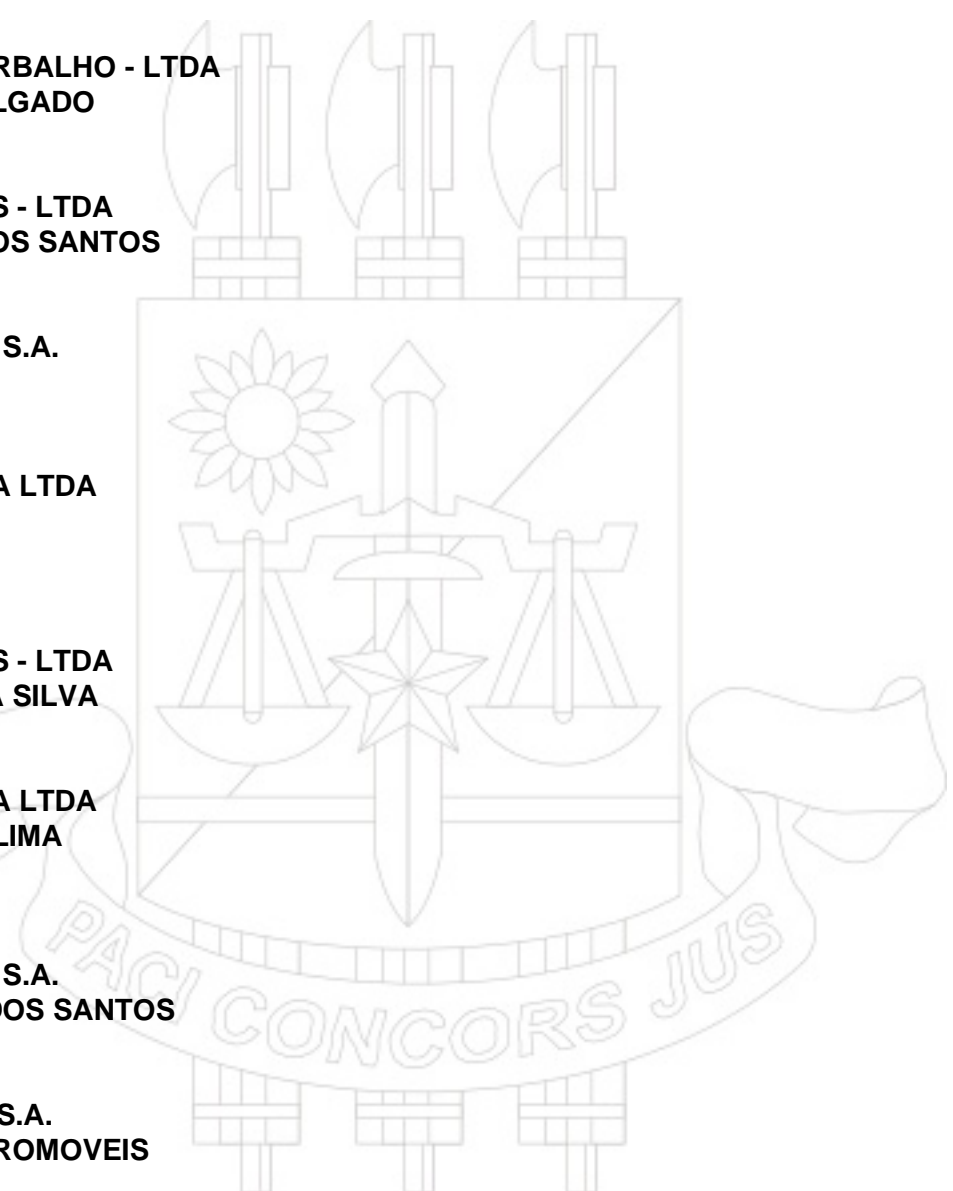 RBALHO - LTDA
LGADO
S - LTDA
OS SANTOS
S.A.
A LTDA
S - LTDA
A SILVA
A LTDA
LIMA
S.A.
DOS SANTOS
S.A.
ROMOVEIS
PACI CONCORS JUS